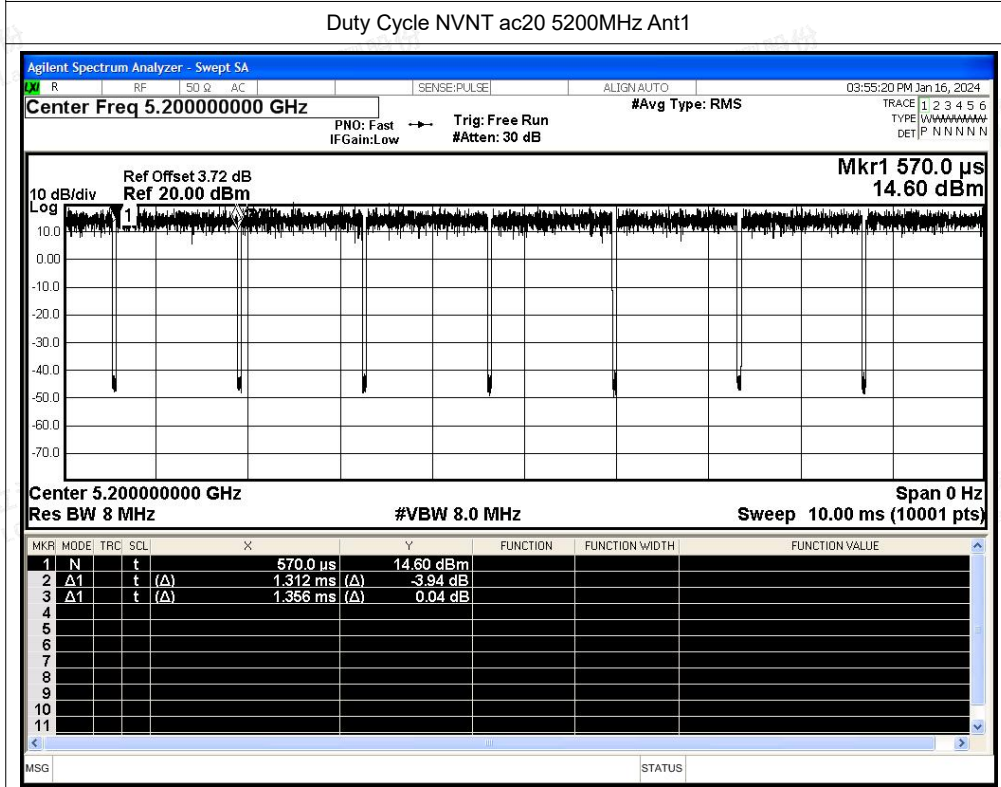 Duty Cycle NVNT ac20 5200MHz Ant1
Agilent Spectrum Analyzer - Swept SA
LXI R RF 50 Ω AC SENSE:PULSE ALIGN AUTO 03:55:20 PM Jan 16, 2024
Center Freq 5.200000000 GHz #Avg Type: RMS TRACE 1 2 3 4 5 6
PNO: Fast Trig: Free Run TYPE W
IFGain:Low #Atten: 30 dB DET P N N N N N
Mkr1 570.0 µs
Ref Offset 3.72 dB
10 dB/div Ref 20.00 dBm 14.60 dBm
Log
1
10.0
0.00
-10.0
-20.0
-30.0
-40.0
-50.0
-60.0
-70.0
Center 5.200000000 GHz Span 0 Hz
Res BW 8 MHz #VBW 8.0 MHz Sweep 10.00 ms (10001 pts)
MKR MODE TRC SCL X Y FUNCTION FUNCTION WIDTH FUNCTION VALUE
1 N t 570.0 µs 14.60 dBm
2 Δ1 t (Δ) 1.312 ms (Δ) -3.94 dB
3 Δ1 t (Δ) 1.356 ms (Δ) 0.04 dB
4
5
6
7
8
9
10
11
MSG STATUS